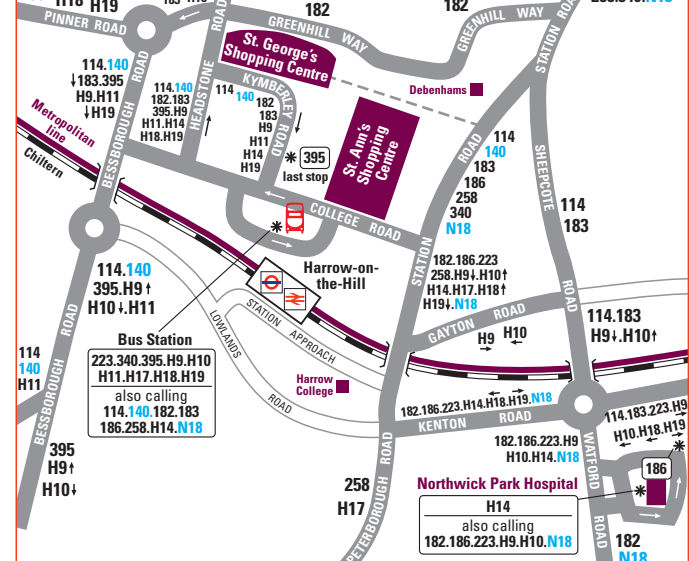 H18 H19
183 H18
182
182
PINNER ROAD
GREENHILL WAY
GREENHILL WAY
STATION ROAD
HEADSTONE ROAD
St. George's
Shopping Centre
114.140
↓183.395
H9.H11
↓H19
BESSBOROUGH ROAD
114.140
182.183
395.H9
H11.H14
H18.H19
114
140
182
183
H9
H11
H14
H19
KYMBERLEY ROAD
395
last stop
Debenhams
St. Ann's
Shopping
Centre
114
140
183
186
258
340
N18
STATION ROAD
SHEEPCOTE ROAD
114
183
Metropolitan
line
Chiltern
COLLEGE ROAD
Harrow-on-
the-Hill
182.186.223
258.H9↓.H10↑
H14.H17.H18↑
H19↓.N18
114.140
395.H9↑
H10↓.H11
STATION APPROACH
LOWLANDS ROAD
GAYTON ROAD
H9
H10
114.183
H9↓.H10↑
Bus Station
223.340.395.H9.H10
H11.H17.H18.H19
also calling
114.140.182.183
186.258.H14.N18
114
140
H11
BESSBOROUGH ROAD
395
H9↑
H10↓
Harrow
College
182.186.223.H14.H18.H19.N18
KENTON ROAD
182.186.223.H9
H10.H14.N18
114.183.223.H9
H10.H18.H19
WATFORD ROAD
186
258
H17
PETERBOROUGH ROAD
Northwick Park Hospital
H14
also calling
182.186.223.H9.H10.N18
182
N18